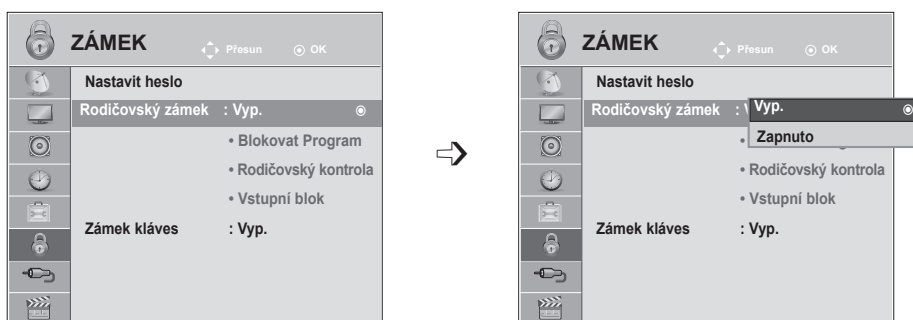 ZÁMEK
Přesun OK
Nastavit heslo
Rodičovský zámek : Vyp.
• Blokovat Program
• Rodičovský kontrola
• Vstupní blok
Zámek kláves : Vyp.
ZÁMEK
Přesun OK
Nastavit heslo
Rodičovský zámek :
Vyp.
Zapnuto
• Rodičovský kontrola
• Vstupní blok
Zámek kláves : Vyp.